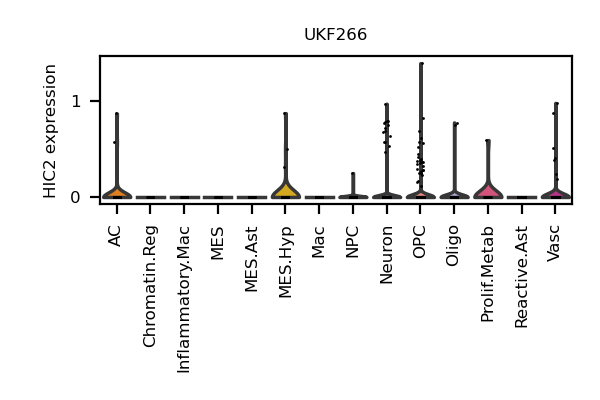 UKF266
HIC2 expression
1
0
AC
Chromatin.Reg
Inflammatory.Mac
MES
MES.Ast
MES.Hyp
Mac
NPC
Neuron
OPC
Oligo
Prolif.Metab
Reactive.Ast
Vasc